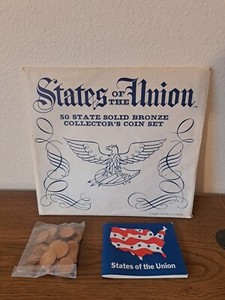 States OF THE Union
50 STATE SOLID BRONZE
COLLECTOR'S COIN SET
States of the Union